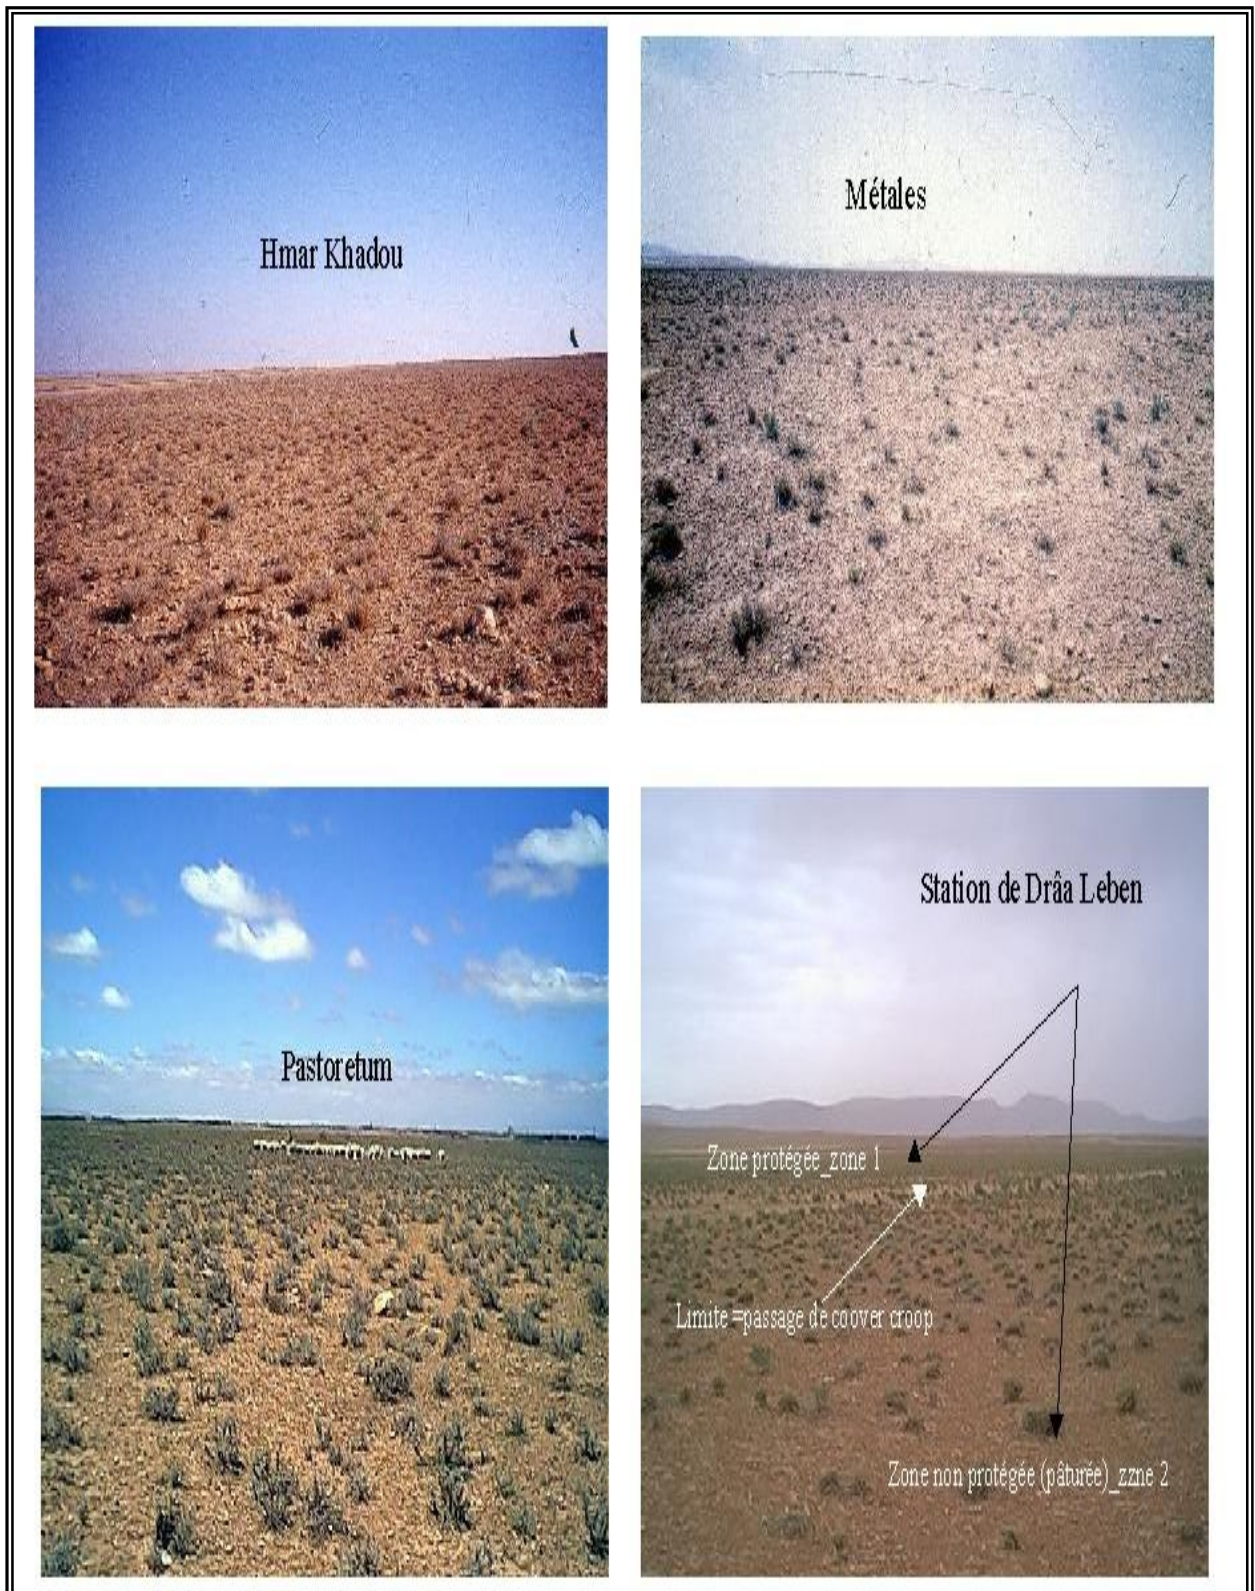 Hmar Khadou
Métales
Pastoretum
Station de Drâa Leben
Zone protégée_zone 1
Limite =passage de coover croop
Zone non protégée (pâturée)_zzne 2